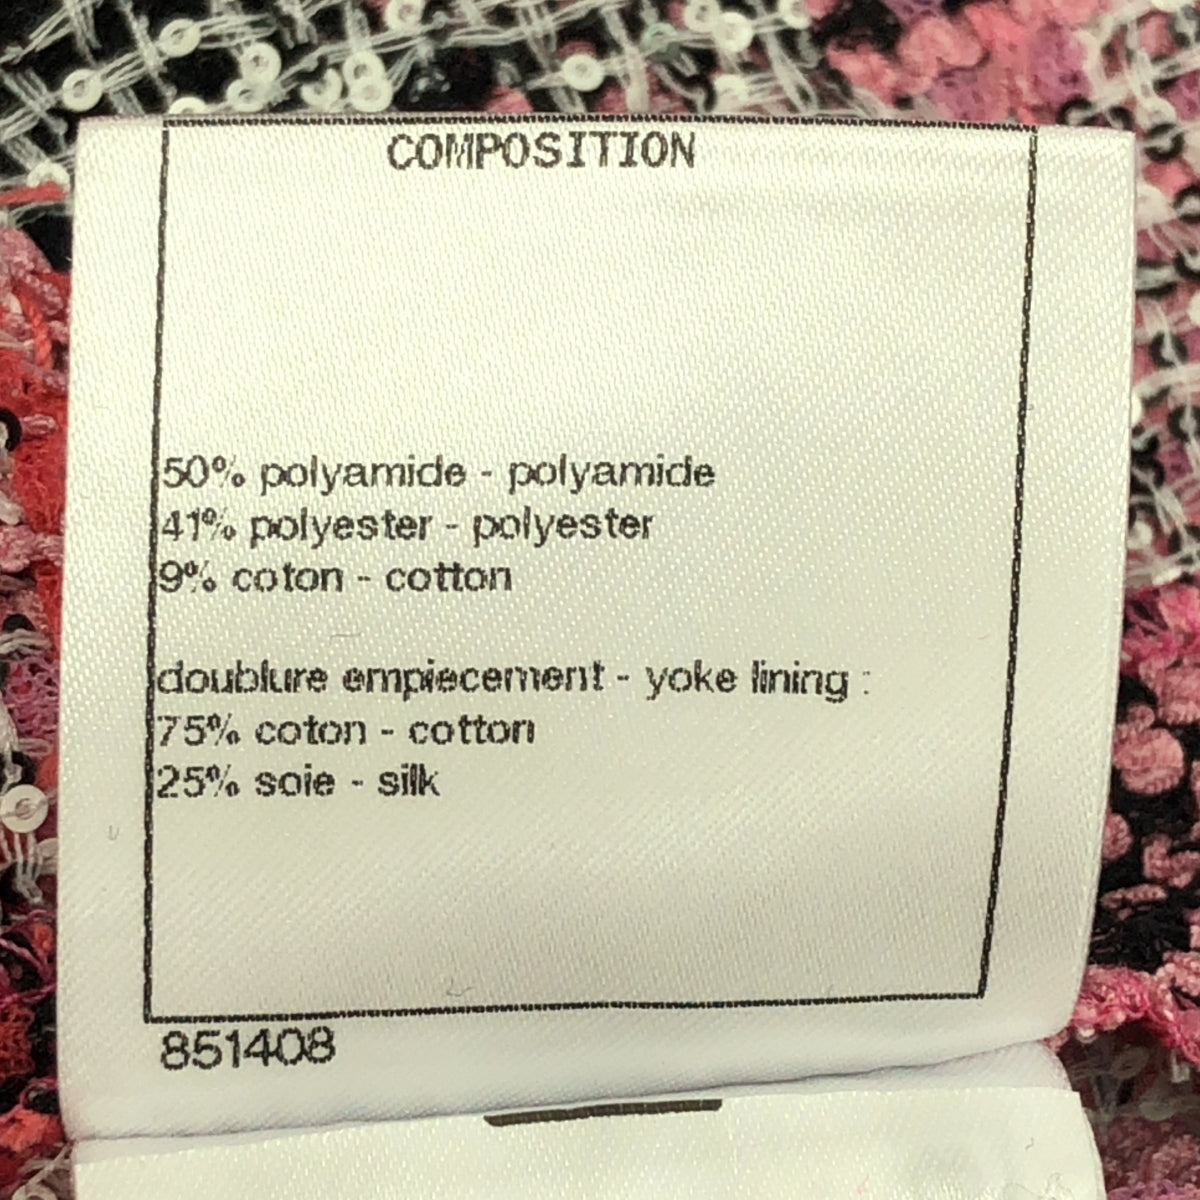 COMPOSITION
50% polyamide - polyamide
41% polyester - polyester
9% coton - cotton
doublure empiecement - yoke lining :
75% coton - cotton
25% soie - silk
851408